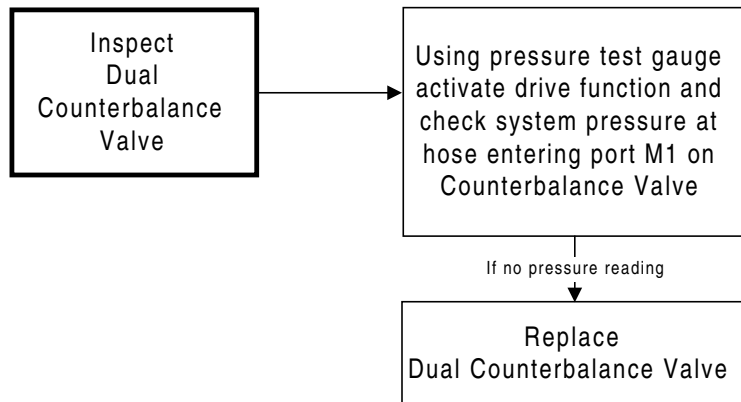 Inspect
Dual
Counterbalance
Valve
Using pressure test gauge
activate drive function and
check system pressure at
hose entering port M1 on
Counterbalance Valve
If no pressure reading
Replace
Dual Counterbalance Valve